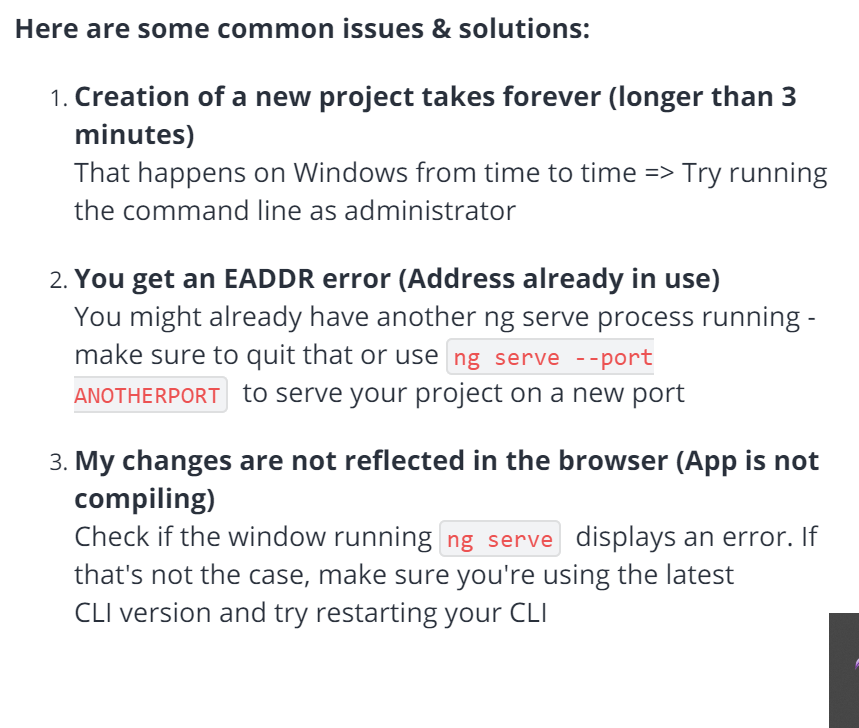 Here are some common issues & solutions:
1. Creation of a new project takes forever (longer than 3
minutes)
That happens on Windows from time to time => Try running
the command line as administrator
2. You get an EADDR error (Address already in use)
You might already have another ng serve process running -
make sure to quit that or use ng serve --port
ANOTHERPORT to serve your project on a new port
3. My changes are not reflected in the browser (App is not
compiling)
Check if the window running ng serve displays an error. If
that's not the case, make sure you're using the latest
CLI version and try restarting your CLI